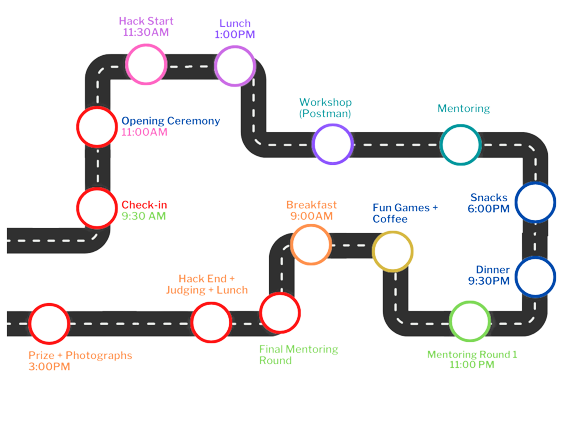 Hack Start
11:30AM
Lunch
1:00PM
Opening Ceremony
11:00AM
Workshop
(Postman)
Mentoring
Check-in
9:30 AM
Snacks
6:00PM
Breakfast
9:00AM
Fun Games +
Coffee
Dinner
9:30PM
Hack End +
Judging + Lunch
Final Mentoring
Round
Mentoring Round 1
11:00 PM
Prize + Photographs
3:00PM